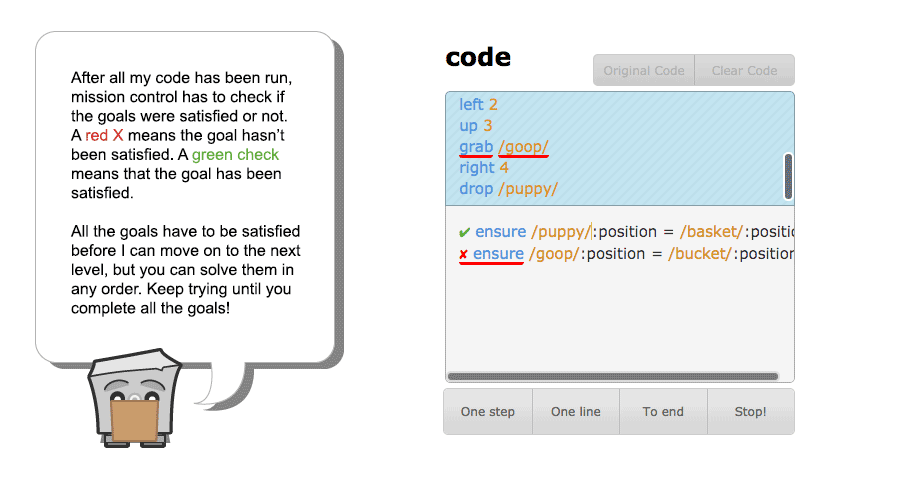 After all my code has been run,
mission control has to check if
the goals were satisfied or not.
A red X means the goal hasn't
been satisfied. A green check
means that the goal has been
satisfied.
All the goals have to be satisfied
before I can move on to the next
level, but you can solve them in
any order. Keep trying until you
complete all the goals!
code
Original Code Clear Code
left 2
up 3
grab /goop/
right 4
drop /puppy/
✔ ensure /puppy/:position = /basket/:position
✘ ensure /goop/:position = /bucket/:position
One step One line To end Stop!